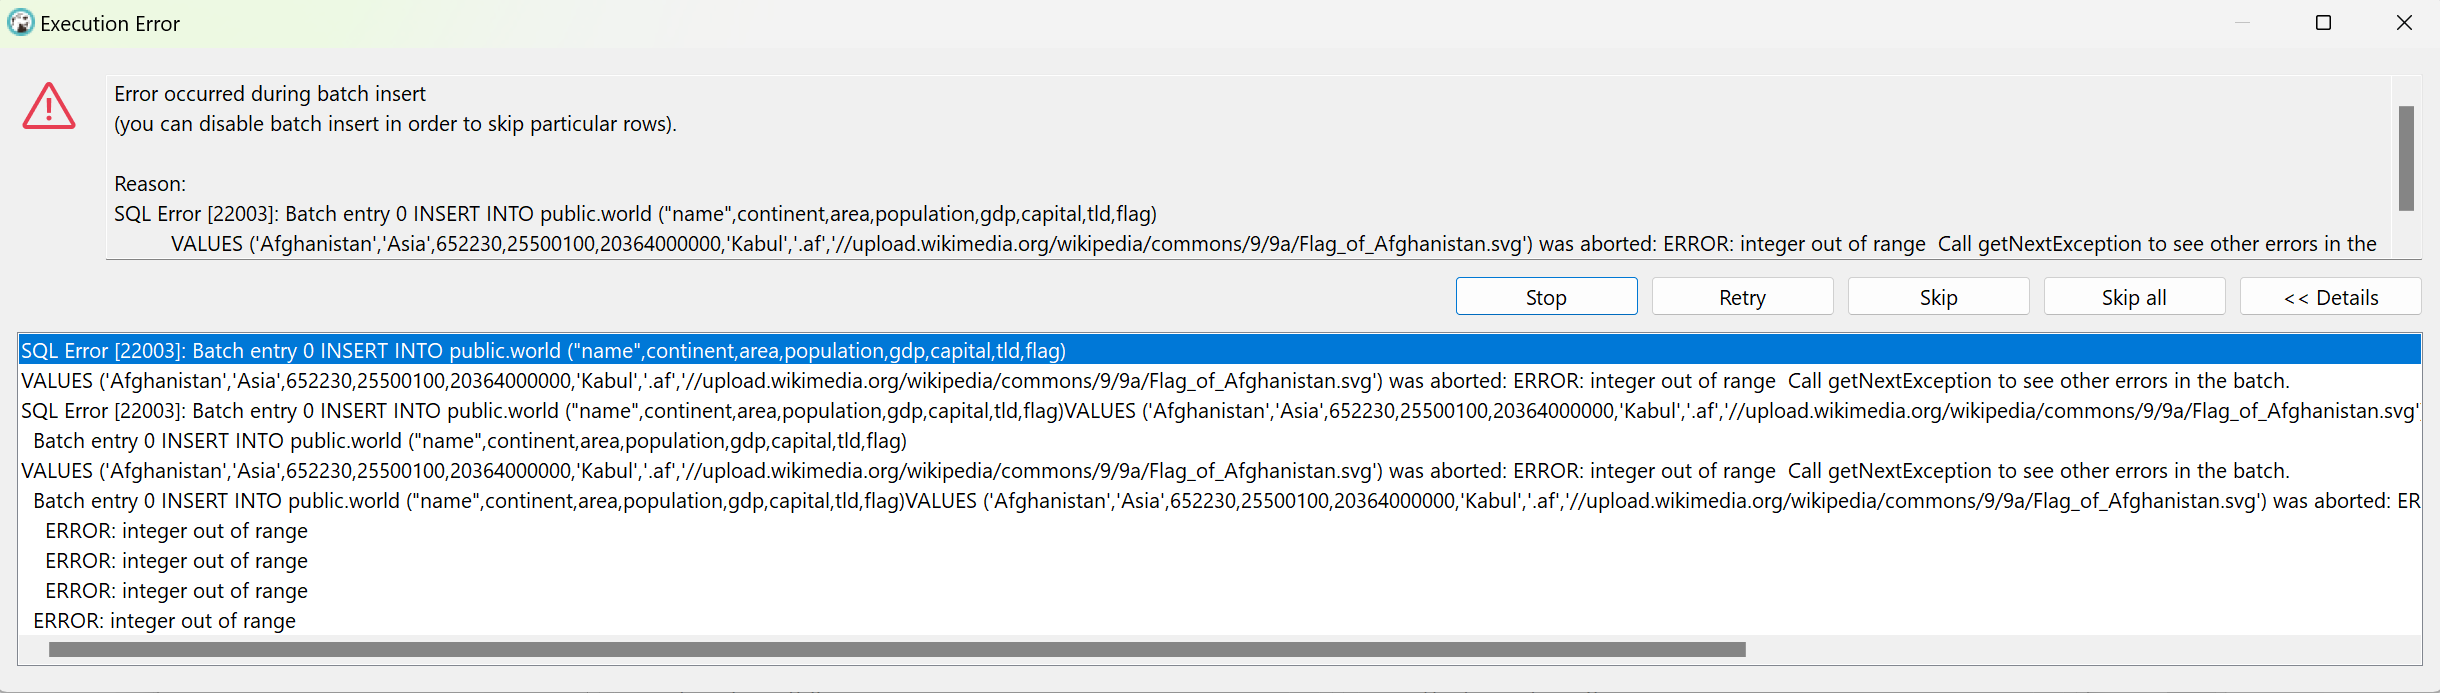 Execution Error
Error occurred during batch insert
(you can disable batch insert in order to skip particular rows).
Reason:
SQL Error [22003]: Batch entry 0 INSERT INTO public.world ("name",continent,area,population,gdp,capital,tld,flag)
VALUES ('Afghanistan','Asia',652230,25500100,20364000000,'Kabul','.af','//upload.wikimedia.org/wikipedia/commons/9/9a/Flag_of_Afghanistan.svg') was aborted: ERROR: integer out of range  Call getNextException to see other errors in the
Stop
Retry
Skip
Skip all
<< Details
SQL Error [22003]: Batch entry 0 INSERT INTO public.world ("name",continent,area,population,gdp,capital,tld,flag)
VALUES ('Afghanistan','Asia',652230,25500100,20364000000,'Kabul','.af','//upload.wikimedia.org/wikipedia/commons/9/9a/Flag_of_Afghanistan.svg') was aborted: ERROR: integer out of range  Call getNextException to see other errors in the batch.
SQL Error [22003]: Batch entry 0 INSERT INTO public.world ("name",continent,area,population,gdp,capital,tld,flag)VALUES ('Afghanistan','Asia',652230,25500100,20364000000,'Kabul','.af','//upload.wikimedia.org/wikipedia/commons/9/9a/Flag_of_Afghanistan.svg'
Batch entry 0 INSERT INTO public.world ("name",continent,area,population,gdp,capital,tld,flag)
VALUES ('Afghanistan','Asia',652230,25500100,20364000000,'Kabul','.af','//upload.wikimedia.org/wikipedia/commons/9/9a/Flag_of_Afghanistan.svg') was aborted: ERROR: integer out of range  Call getNextException to see other errors in the batch.
Batch entry 0 INSERT INTO public.world ("name",continent,area,population,gdp,capital,tld,flag)VALUES ('Afghanistan','Asia',652230,25500100,20364000000,'Kabul','.af','//upload.wikimedia.org/wikipedia/commons/9/9a/Flag_of_Afghanistan.svg') was aborted: ER
ERROR: integer out of range
ERROR: integer out of range
ERROR: integer out of range
ERROR: integer out of range